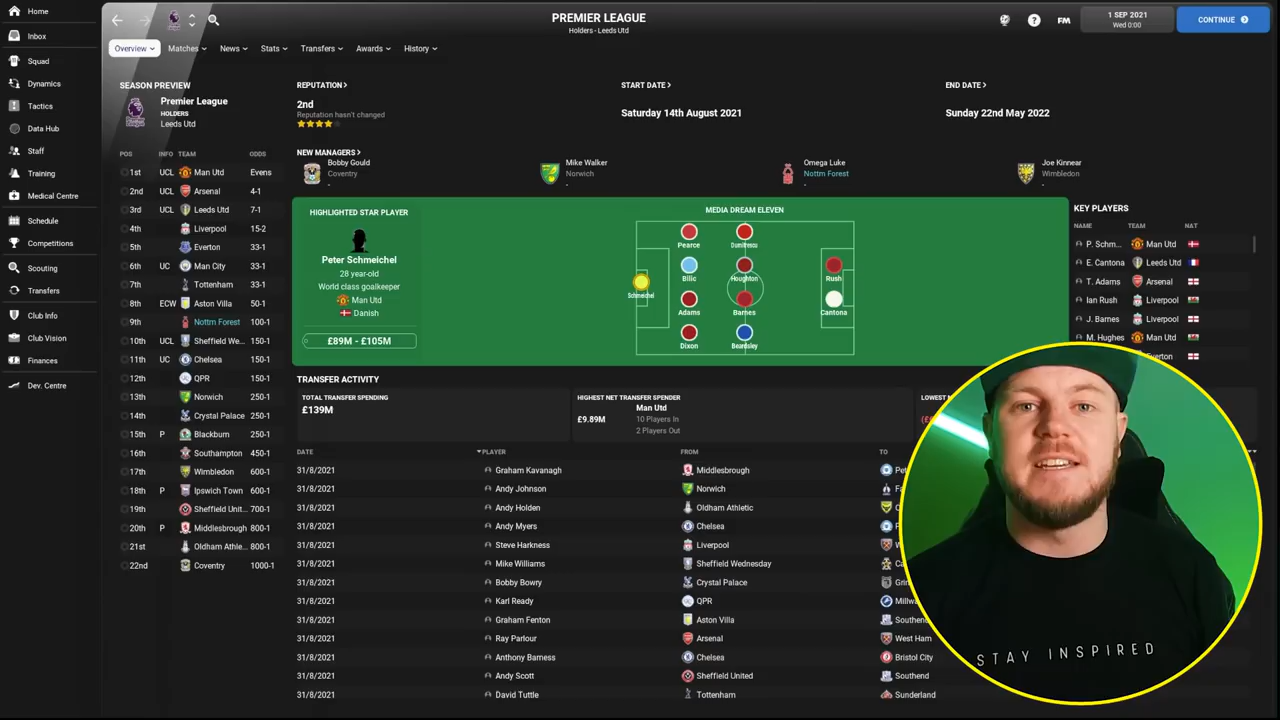 Home
Inbox
Squad
Dynamics
Tactics
Data Hub
Staff
Training
Medical Centre
Schedule
Competitions
Scouting
Transfers
Club Info
Club Vision
Finances
Dev. Centre
PREMIER LEAGUE
Holders - Leeds Utd
FM
1 SEP 2021
Wed 0:00
CONTINUE
Overview Matches News Stats Transfers Awards History
SEASON PREVIEW
Premier League
HOLDERS
Leeds Utd
POS INFO TEAM ODDS
1st UCL Man Utd Evens
2nd UCL Arsenal 4-1
3rd UCL Leeds Utd 7-1
4th Liverpool 15-2
5th Everton 33-1
6th UC Man City 33-1
7th Tottenham 33-1
8th ECW Aston Villa 50-1
9th Nottm Forest 100-1
10th UCL Sheffield We... 150-1
11th UC Chelsea 150-1
12th QPR 150-1
13th Norwich 250-1
14th Crystal Palace 250-1
15th P Blackburn 250-1
16th Southampton 450-1
17th Wimbledon 600-1
18th P Ipswich Town 600-1
19th Sheffield Unit... 700-1
20th P Middlesbrough 800-1
21st Oldham Athle... 800-1
22nd Coventry 1000-1
REPUTATION
2nd
Reputation hasn't changed
START DATE
Saturday 14th August 2021
END DATE
Sunday 22nd May 2022
NEW MANAGERS
Bobby Gould
Coventry
-
Mike Walker
Norwich
-
Omega Luke
Nottm Forest
-
Joe Kinnear
Wimbledon
-
HIGHLIGHTED STAR PLAYER
Peter Schmeichel
28 year-old
World class goalkeeper
Man Utd
Danish
£89M - £105M
MEDIA DREAM ELEVEN
Pearce Dumitrescu
Bilic Houghton Rush
Schmeichel
Adams Barnes Cantona
Dixon Beardsley
KEY PLAYERS
NAME TEAM NAT
P. Schm... Man Utd
E. Cantona Leeds Utd
T. Adams Arsenal
Ian Rush Liverpool
J. Barnes Liverpool
M. Hughes Man Utd
Everton
TRANSFER ACTIVITY
TOTAL TRANSFER SPENDING
£139M
HIGHEST NET TRANSFER SPENDER
£9.89M
Man Utd
10 Players In
2 Players Out
LOWEST
DATE PLAYER FROM TO
31/8/2021 Graham Kavanagh Middlesbrough
31/8/2021 Andy Johnson Norwich
31/8/2021 Andy Holden Oldham Athletic
31/8/2021 Andy Myers Chelsea
31/8/2021 Steve Harkness Liverpool
31/8/2021 Mike Williams Sheffield Wednesday
31/8/2021 Bobby Bowry Crystal Palace
31/8/2021 Karl Ready QPR
31/8/2021 Graham Fenton Aston Villa
31/8/2021 Ray Parlour Arsenal West Ham
31/8/2021 Anthony Barness Chelsea Bristol City
31/8/2021 Andy Scott Sheffield United Southend
31/8/2021 David Tuttle Tottenham Sunderland
STAY INSPIRED